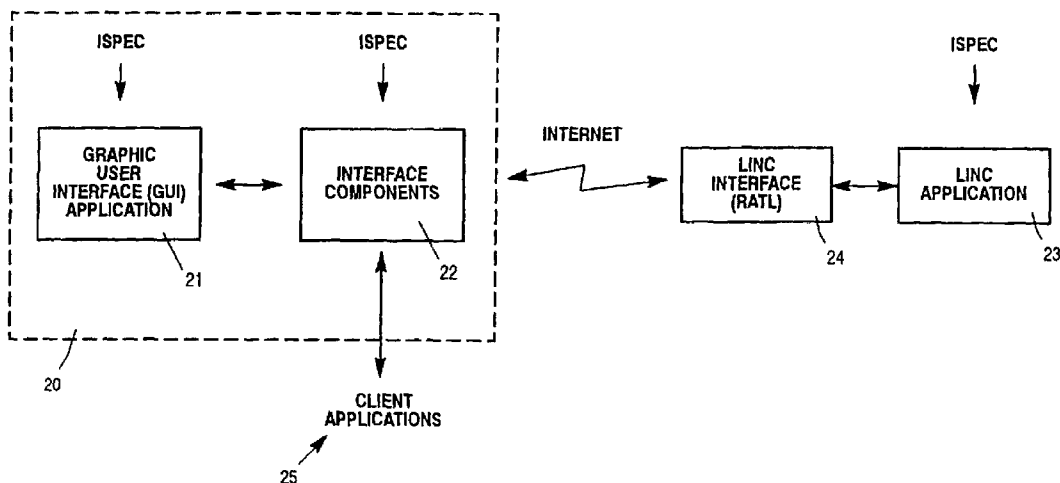 ISPEC
ISPEC
ISPEC
GRAPHIC
USER
INTERFACE (GUI)
APPLICATION
21
INTERFACE
COMPONENTS
22
INTERNET
LINC
INTERFACE
(RATL)
24
LINC
APPLICATION
23
20
CLIENT
APPLICATIONS
25